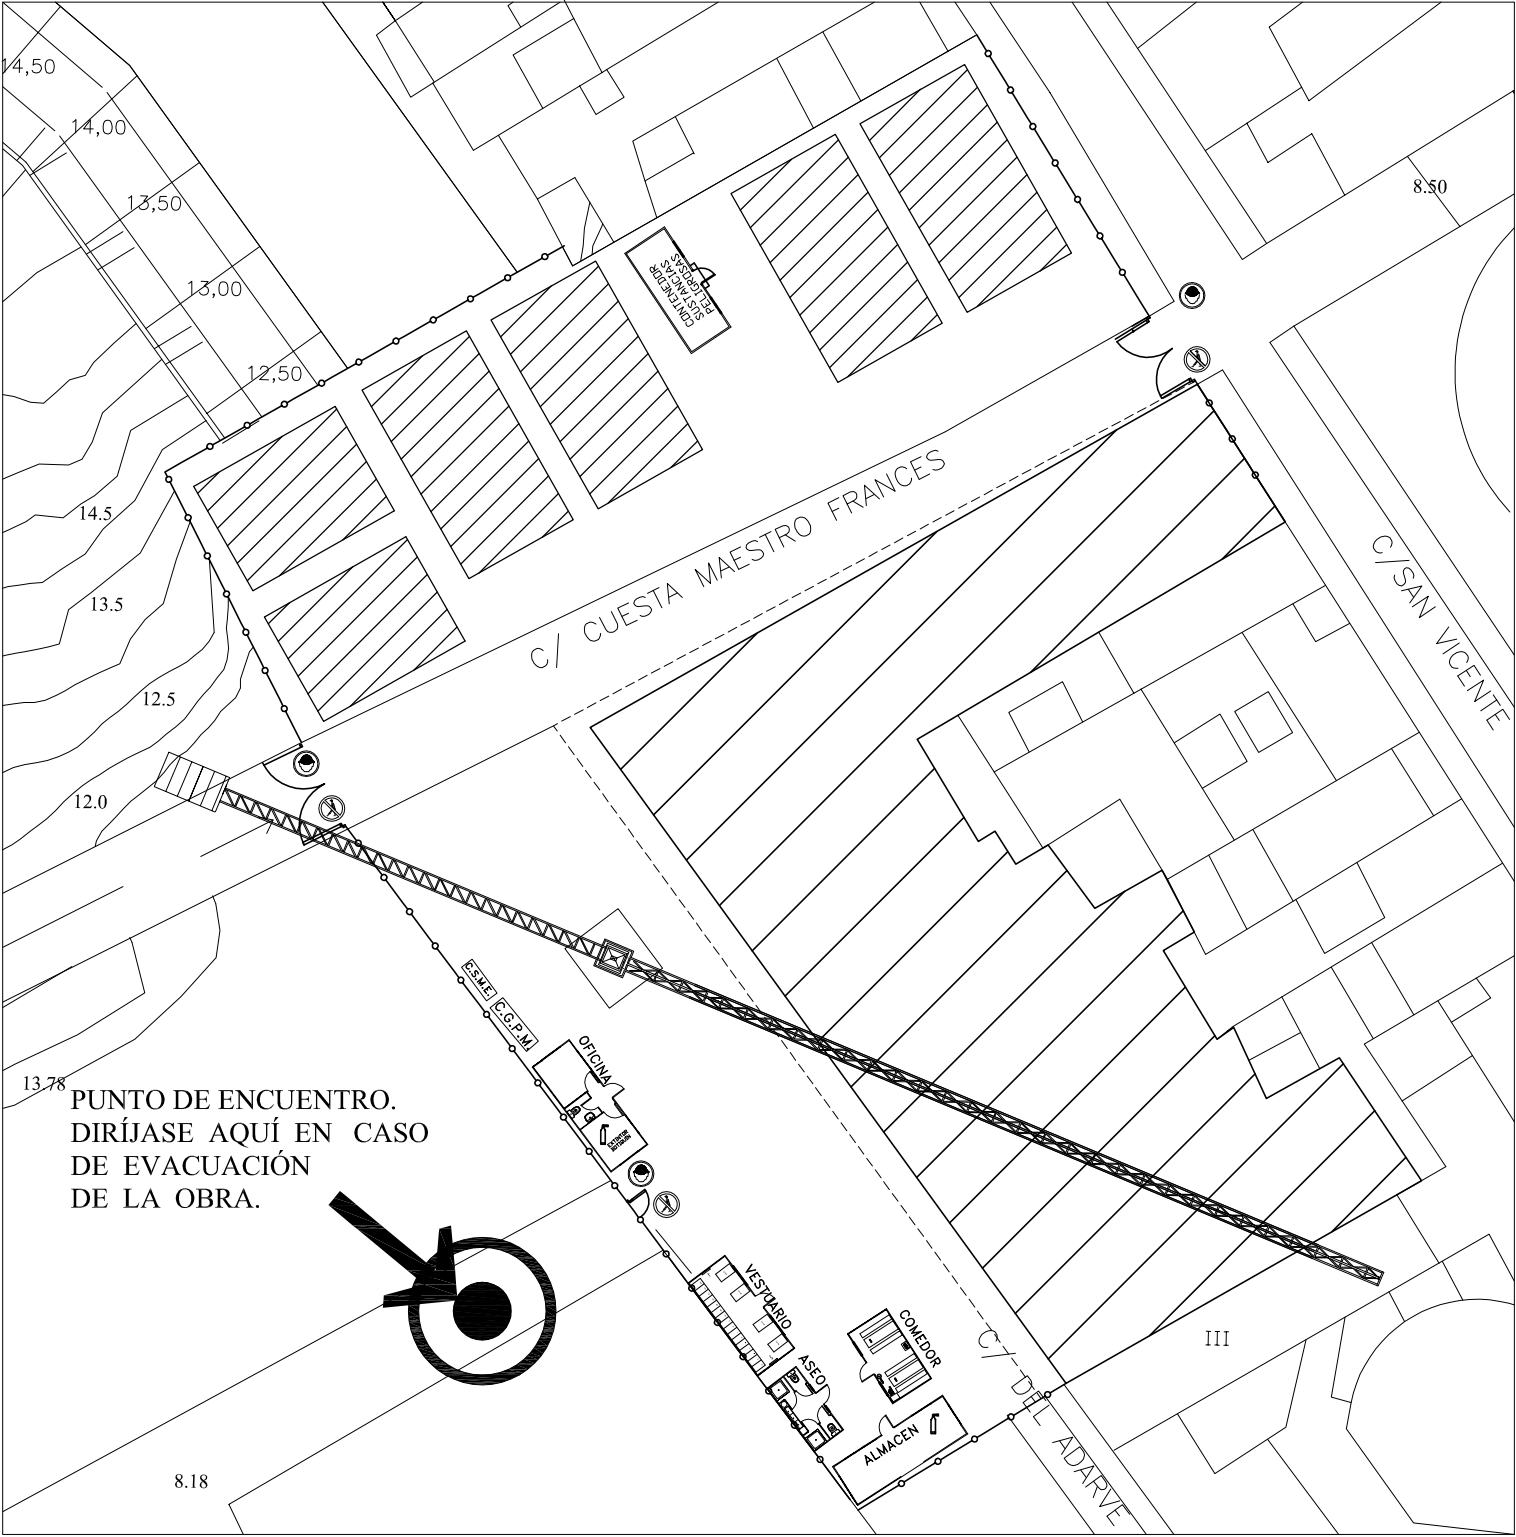 14,50
14,00
13,50
13,00
12,50
8.50
CONTENEDOR
SUSTANCIAS
PELIGROSAS
14.5
13.5
12.5
12.0
C/ CUESTA MAESTRO FRANCES
C/SAN VICENTE
C.S.M.E.
C.G.P.M.
OFICINA
EXTINTOR
BOTIQUÍN
13.78
PUNTO DE ENCUENTRO.
DIRÍJASE AQUÍ EN CASO
DE EVACUACIÓN
DE LA OBRA.
VESTUARIO
ASEO
COMEDOR
ALMACEN
C/ DEL ADARVE
III
8.18